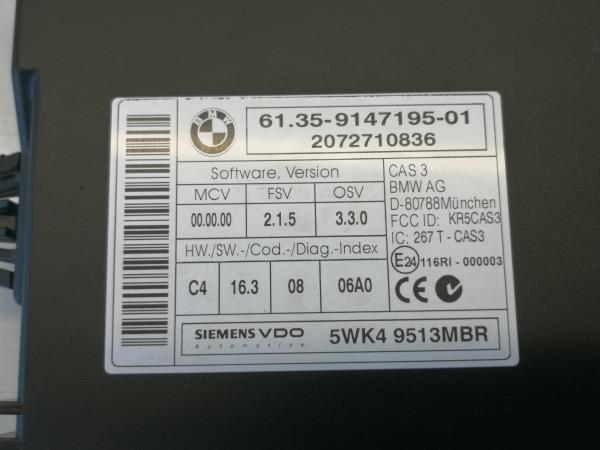 BMW
61.35-9147195-01
2072710836
Software, Version
MCV FSV OSV
00.00.00 2.1.5 3.3.0
HW./SW.-/Cod.-/Diag.-Index
C4 16.3 08 06A0
CAS 3
BMW AG
D-80788München
FCC ID: KR5CAS3
IC: 267 T - CAS3
E24 116RI - 000003
CE
SIEMENS VDO
Automotive
5WK4 9513MBR